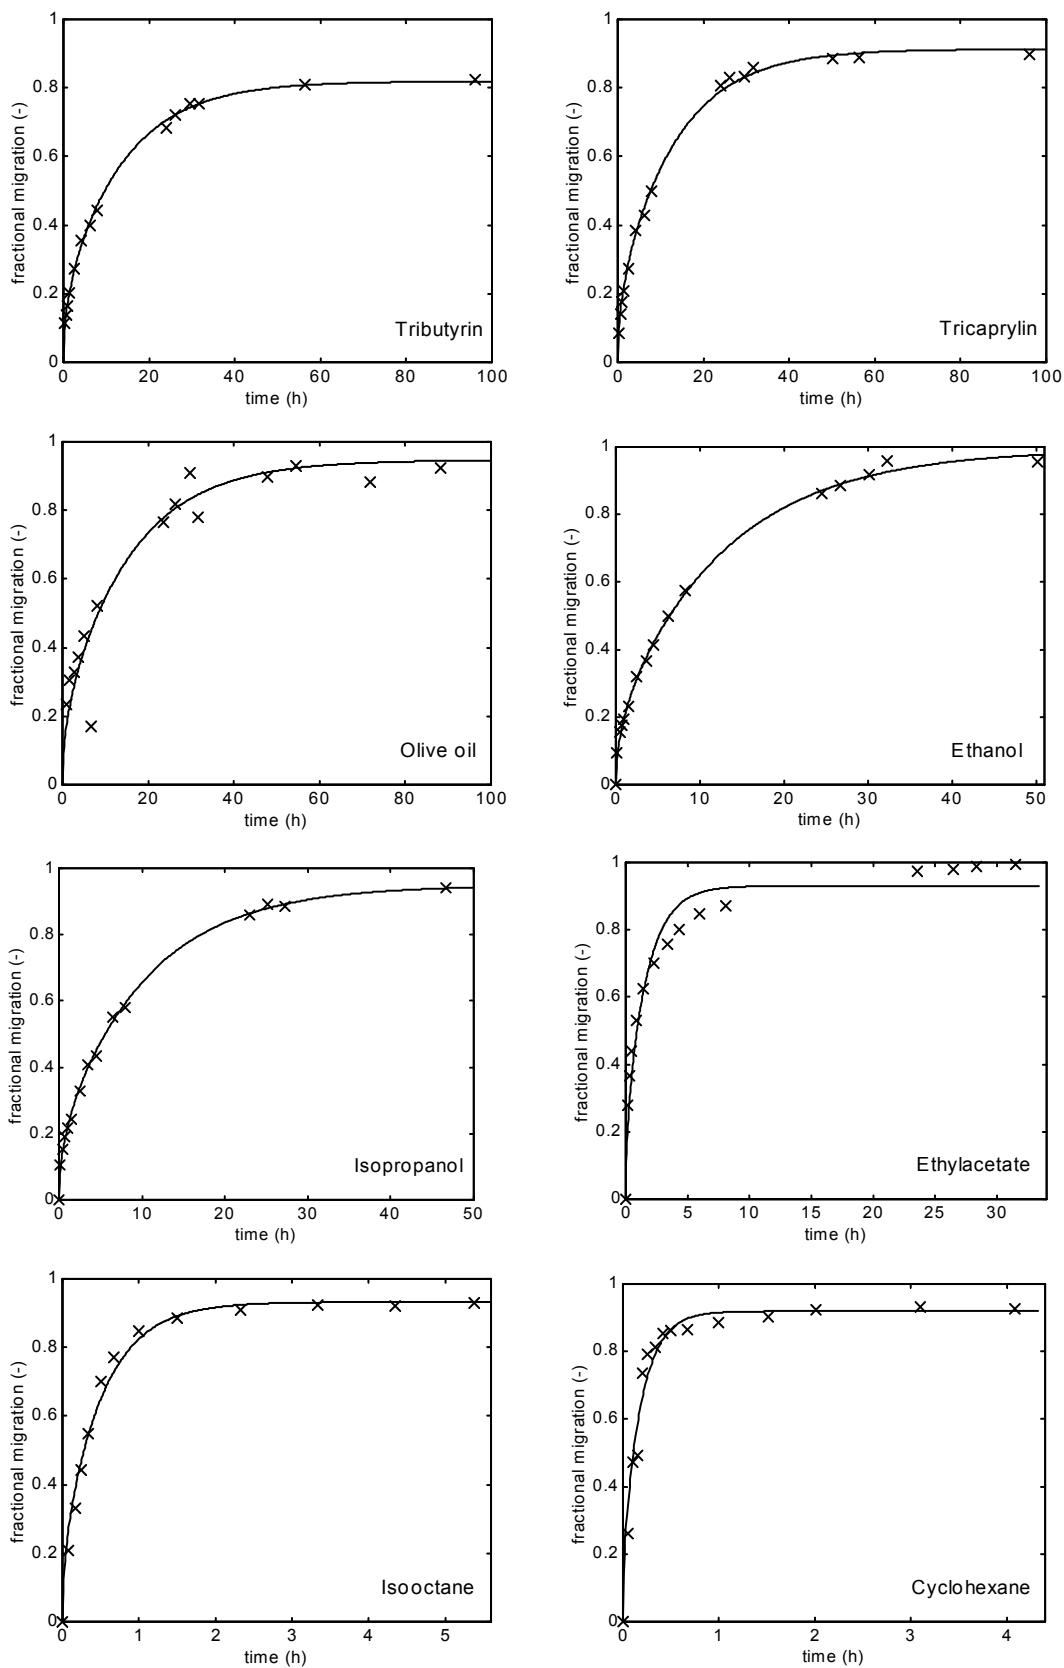 1
0.8
0.6
0.4
0.2
0
fractional migration (-)
Tributyrin
0 20 40 60 80 100
time (h)
1
0.8
0.6
0.4
0.2
0
fractional migration (-)
Tricaprylin
0 20 40 60 80 100
time (h)
1
0.8
0.6
0.4
0.2
0
fractional migration (-)
Olive oil
0 20 40 60 80 100
time (h)
1
0.8
0.6
0.4
0.2
0
fractional migration (-)
Ethanol
0 10 20 30 40 50
time (h)
1
0.8
0.6
0.4
0.2
0
fractional migration (-)
Isopropanol
0 10 20 30 40 50
time (h)
1
0.8
0.6
0.4
0.2
0
fractional migration (-)
Ethylacetate
0 5 10 15 20 25 30
time (h)
1
0.8
0.6
0.4
0.2
0
fractional migration (-)
Isooctane
0 1 2 3 4 5
time (h)
1
0.8
0.6
0.4
0.2
0
fractional migration (-)
Cyclohexane
0 1 2 3 4
time (h)